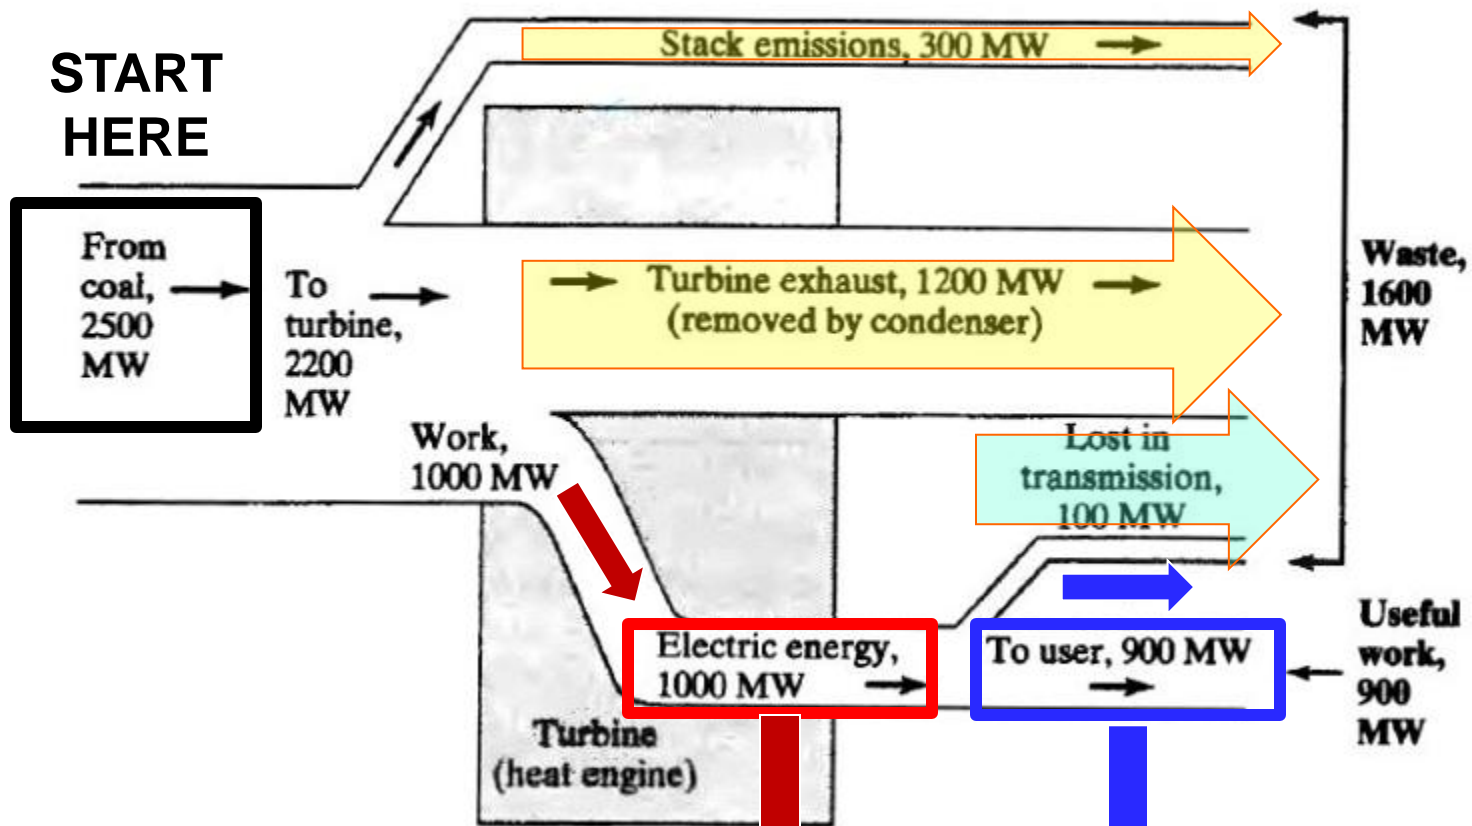 START
HERE
Stack emissions, 300 MW
From
coal,
2500
MW
To
turbine,
2200
MW
Turbine exhaust, 1200 MW
(removed by condenser)
Waste,
1600
MW
Work,
1000 MW
Lost in
transmission,
100 MW
Electric energy,
1000 MW
To user, 900 MW
Useful
work,
900
MW
Turbine
(heat engine)